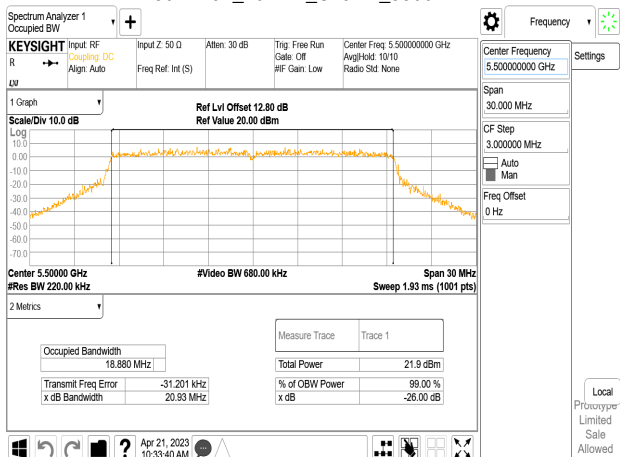 Spectrum Analyzer 1
Occupied BW
Frequency
KEYSIGHT
R
Input: RF
Coupling: DC
Align: Auto
Input Z: 50 Ω
Freq Ref: Int (S)
Atten: 30 dB
Trig: Free Run
Gate: Off
#IF Gain: Low
Center Freq: 5.500000000 GHz
Avg|Hold: 10/10
Radio Std: None
LXI
1 Graph
Scale/Div 10.0 dB
Ref Lvl Offset 12.80 dB
Ref Value 20.00 dBm
Log
10.0
0.00
-10.0
-20.0
-30.0
-40.0
-50.0
-60.0
-70.0
Center 5.50000 GHz
#Res BW 220.00 kHz
#Video BW 680.00 kHz
Span 30 MHz
Sweep 1.93 ms (1001 pts)
2 Metrics
Measure Trace Trace 1
Occupied Bandwidth
18.880 MHz
Total Power 21.9 dBm
Transmit Freq Error -31.201 kHz
x dB Bandwidth 20.93 MHz
% of OBW Power 99.00 %
x dB -26.00 dB
Center Frequency
5.500000000 GHz
Settings
Span
30.000 MHz
CF Step
3.000000 MHz
Auto
Man
Freq Offset
0 Hz
Local
Prototype
Limited
Sale
Allowed
?
Apr 21, 2023
10:33:40 AM